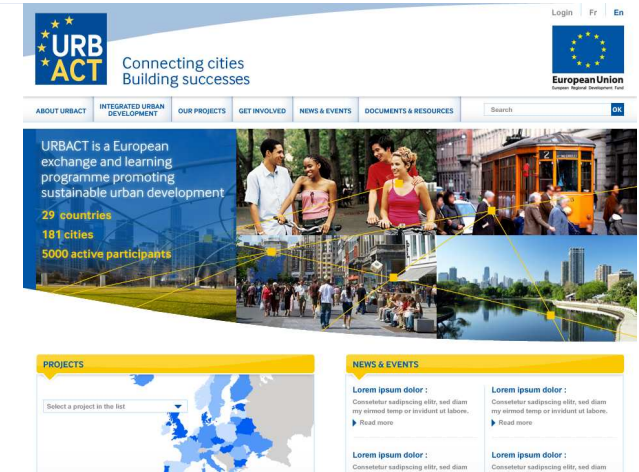 Login Fr En
URB
ACT
Connecting cities
Building successes
European Union
European Regional Development Fund
ABOUT URBACT
INTEGRATED URBAN
DEVELOPMENT
OUR PROJECTS
GET INVOLVED
NEWS & EVENTS
DOCUMENTS & RESOURCES
Search
OK
URBACT is a European
exchange and learning
programme promoting
sustainable urban development
29 countries
181 cities
5000 active participants
2
PROJECTS
Select a project in the list
NEWS & EVENTS
Lorem ipsum dolor :
Consetetur sadipscing elitr, sed diam
my eirmod temp or invidunt ut labore.
Read more
Lorem ipsum dolor :
Consetetur sadipscing elitr, sed diam
my eirmod temp or invidunt ut labore.
Read more
Lorem ipsum dolor :
Consetetur sadipscing elitr, sed diam
Lorem ipsum dolor :
Consetetur sadipscing elitr, sed diam